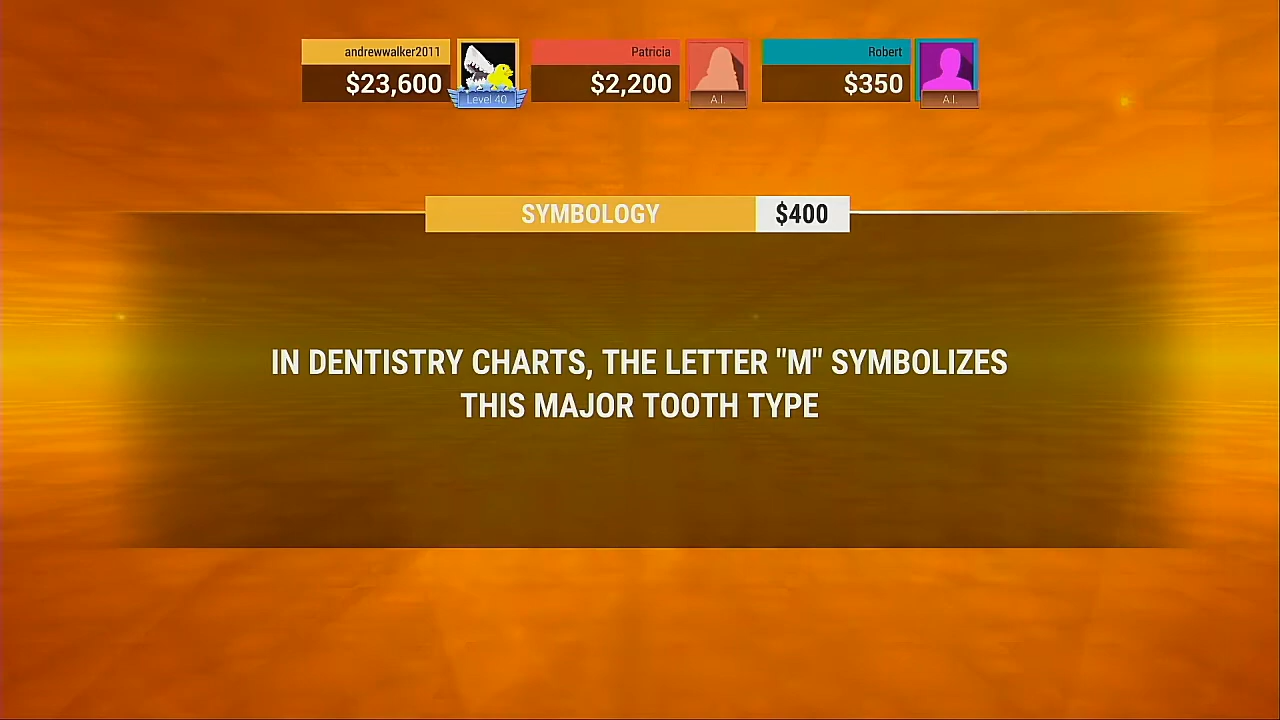 andrewwalker2011
$23,600
Level 40
Patricia
$2,200
A.I.
Robert
$350
A.I.
SYMBOLOGY $400
IN DENTISTRY CHARTS, THE LETTER "M" SYMBOLIZES
THIS MAJOR TOOTH TYPE